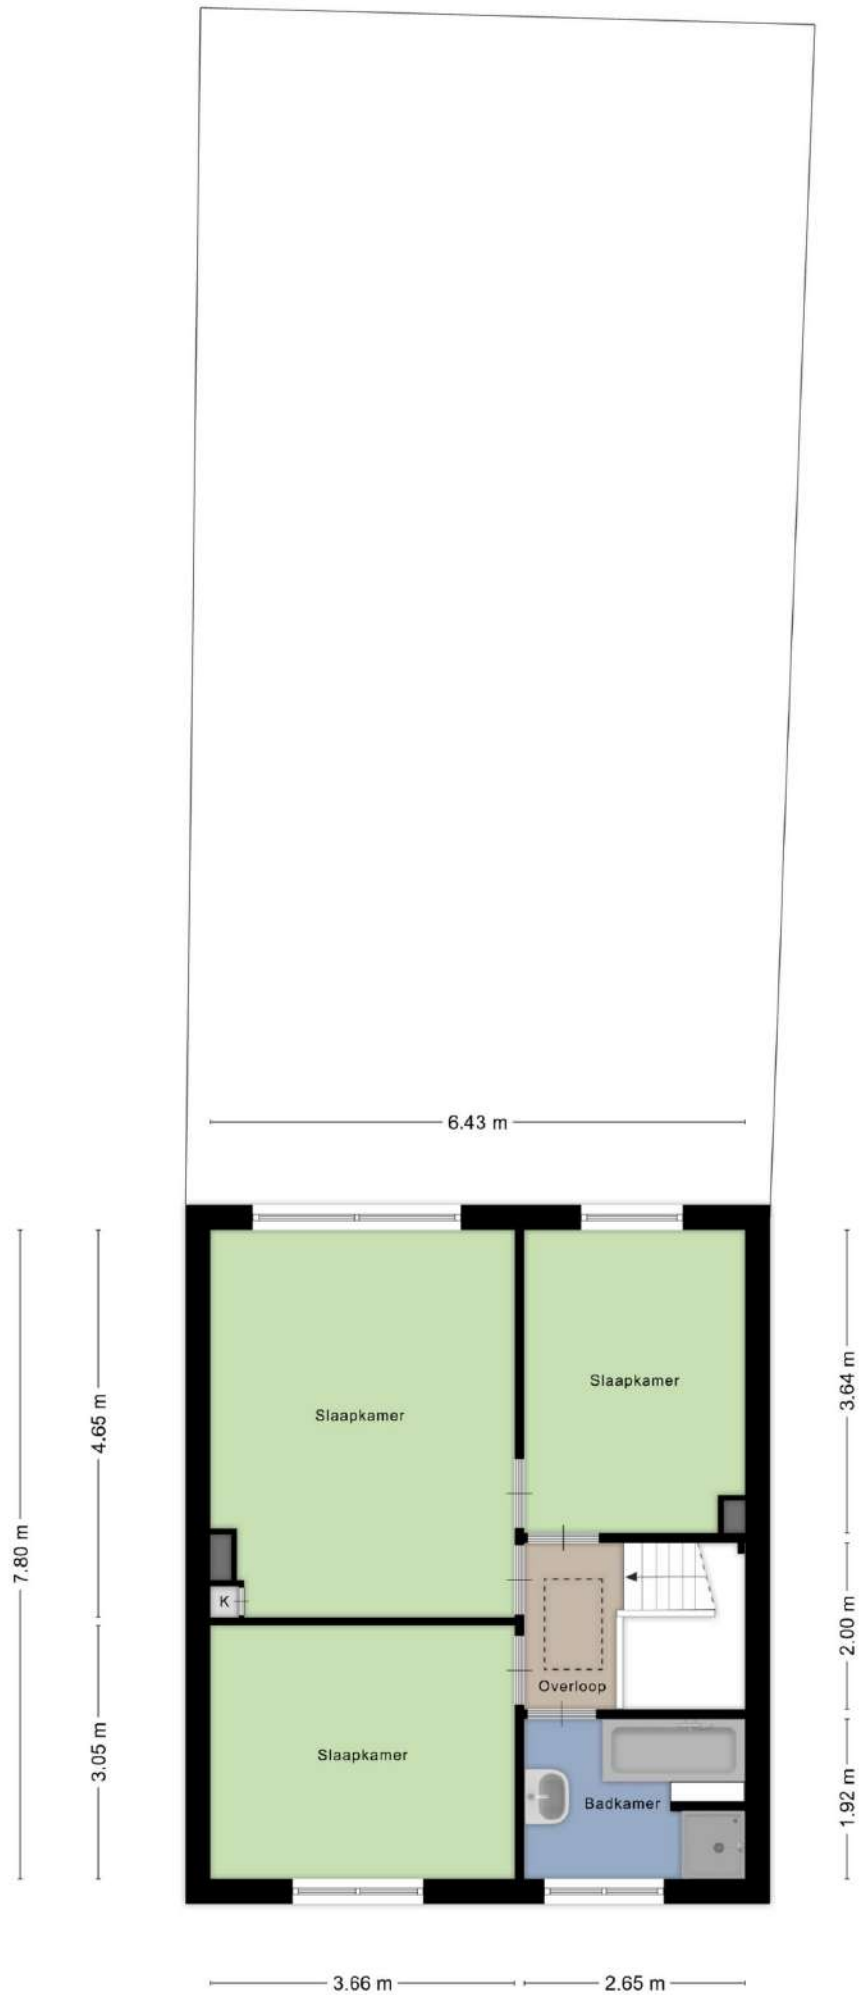 6.43 m
Slaapkamer
3.64 m
Slaapkamer
4.65 m
7.80 m
K
2.00 m
Overloop
Slaapkamer
3.05 m
Badkamer
1.92 m
3.66 m
2.65 m